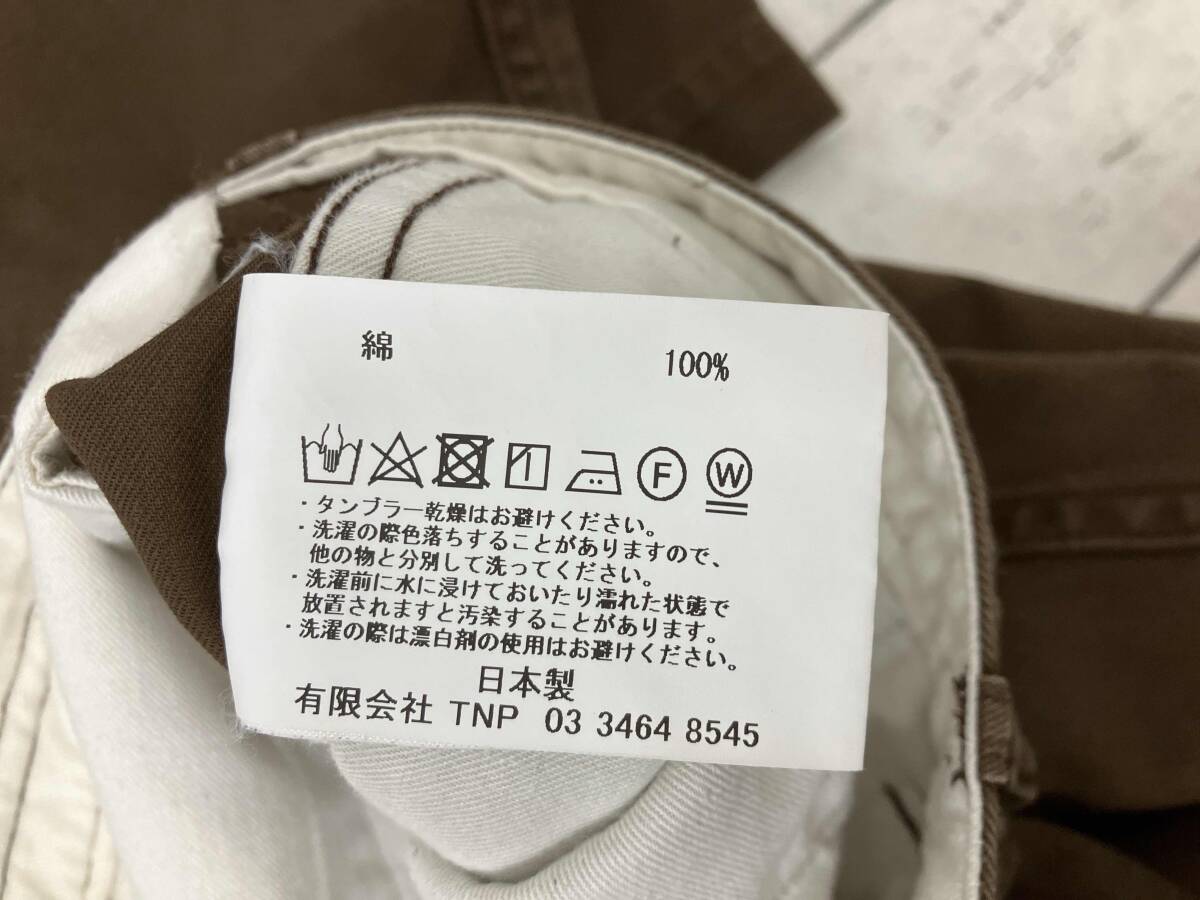 綿 100%
F W
・タンブラー乾燥はお避けください。
・洗濯の際色落ちすることがありますので、
他の物と分別して洗ってください。
・洗濯前に水に浸けておいたり濡れた状態で
放置されますと汚染することがあります。
・洗濯の際は漂白剤の使用はお避けください。
日本製
有限会社 TNP 03 3464 8545